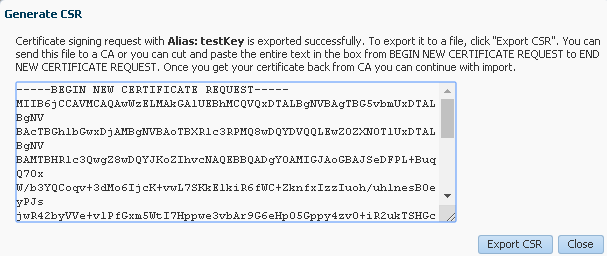 Generate CSR
Certificate signing request with Alias: testKey is exported successfully. To export it to a file, click "Export CSR". You can
send this file to a CA or you can cut and paste the entire text in the box from BEGIN NEW CERTIFICATE REQUEST to END
NEW CERTIFICATE REQUEST. Once you get your certificate back from CA you can continue with import.
-----BEGIN NEW CERTIFICATE REQUEST-----
MIIB6jCCAVMCAQAwWzELMAkGA1UEBhMCQVQxDTALBgNVBAgTBG5vbmUxDTAL
BgNV
BAcTBGhlbGwxDjAMBgNVBAoTBXRlc3RPMQ8wDQYDVQQLEwZOZXNOT1UxDTAL
BgNV
BAMTBHRlc3QwgZ8wDQYJKoZIhvcNAQEBBQADgYOAMIGJAoGBAJSeDFPL+Buq
Q70x
W/b3YQCoqv+3dMo6IjcK+vwL7SKkElkiR6fWC+ZknfxIzzIuoh/uhlnesB0e
yPJs
jwR42byVVe+vlPfGxm5WtI7Hppwe3vbAr9G6eHpO5Gppy4zv0+iR2ukTSHGc
Export CSR
Close